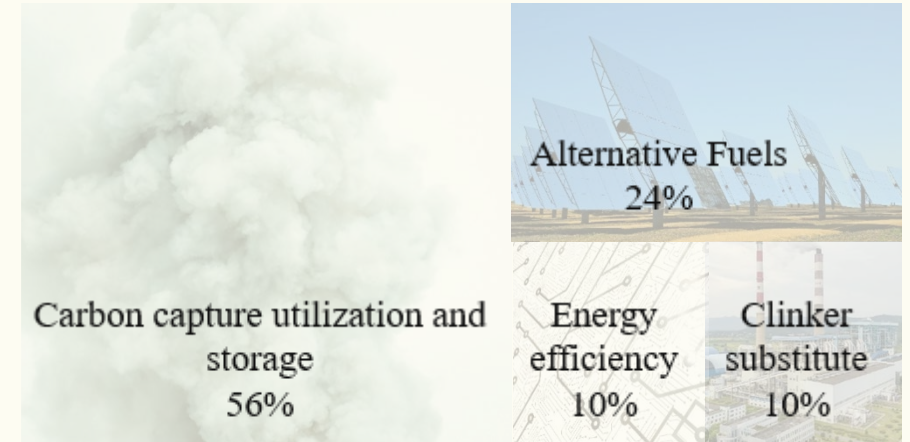 Carbon capture utilization and
storage
56%
Alternative Fuels
24%
Energy
efficiency
10%
Clinker
substitute
10%